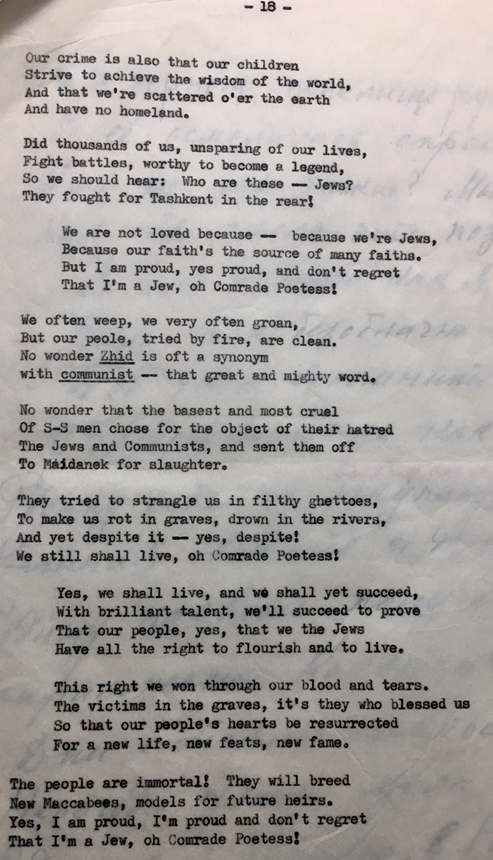 - 18 -
Our crime is also that our children
Strive to achieve the wisdom of the world,
And that we're scattered o'er the earth
And have no homeland.
Did thousands of us, unsparing of our lives,
Fight battles, worthy to become a legend,
So we should hear: Who are these — Jews?
They fought for Tashkent in the rear!
We are not loved because — because we're Jews,
Because our faith's the source of many faiths.
But I am proud, yes proud, and don't regret
That I'm a Jew, oh Comrade Poetess!
We often weep, we very often groan,
But our peole, tried by fire, are clean.
No wonder Zhid is oft a synonym
with communist — that great and mighty word.
No wonder that the basest and most cruel
Of S-S men chose for the object of their hatred
The Jews and Communists, and sent them off
To Maidanek for slaughter.
They tried to strangle us in filthy ghettoes,
To make us rot in graves, drown in the rivers,
And yet despite it — yes, despite!
We still shall live, oh Comrade Poetess!
Yes, we shall live, and we shall yet succeed,
With brilliant talent, we'll succeed to prove
That our people, yes, that we the Jews
Have all the right to flourish and to live.
This right we won through our blood and tears.
The victims in the graves, it's they who blessed us
So that our people's hearts be resurrected
For a new life, new feats, new fame.
The people are immortal! They will breed
New Maccabees, models for future heirs.
Yes, I am proud, I'm proud and don't regret
That I'm a Jew, oh Comrade Poetess!